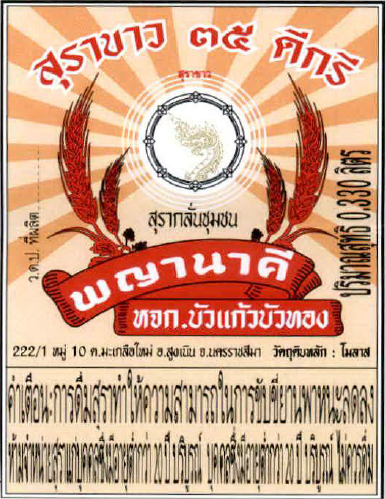 สุราขาว ๓๕ ดีกรี
สุราขาว
สุรากลั่นชุมชน
ว.ด.ป. ที่ผลิต..............
ปริมาณสุทธิ 0.330 ลิตร
พญานาคี
หจก.บัวแก้วบัวทอง
222/1 หมู่ 10 ต.มะเกลือใหม่ อ.สูงเนิน จ.นครราชสีมา วัตถุดิบหลัก : โมลาส
คำเตือน:การดื่มสุราทำให้ความสามารถในการขับขี่ยานพาหนะลดลง
ห้ามจำหน่ายสุราแก่บุคคลซึ่งมีอายุต่ำกว่า 20 ปี บริบูรณ์ บุคคลซึ่งมีอายุต่ำกว่า 20 ปี บริบูรณ์ ไม่ควรดื่ม